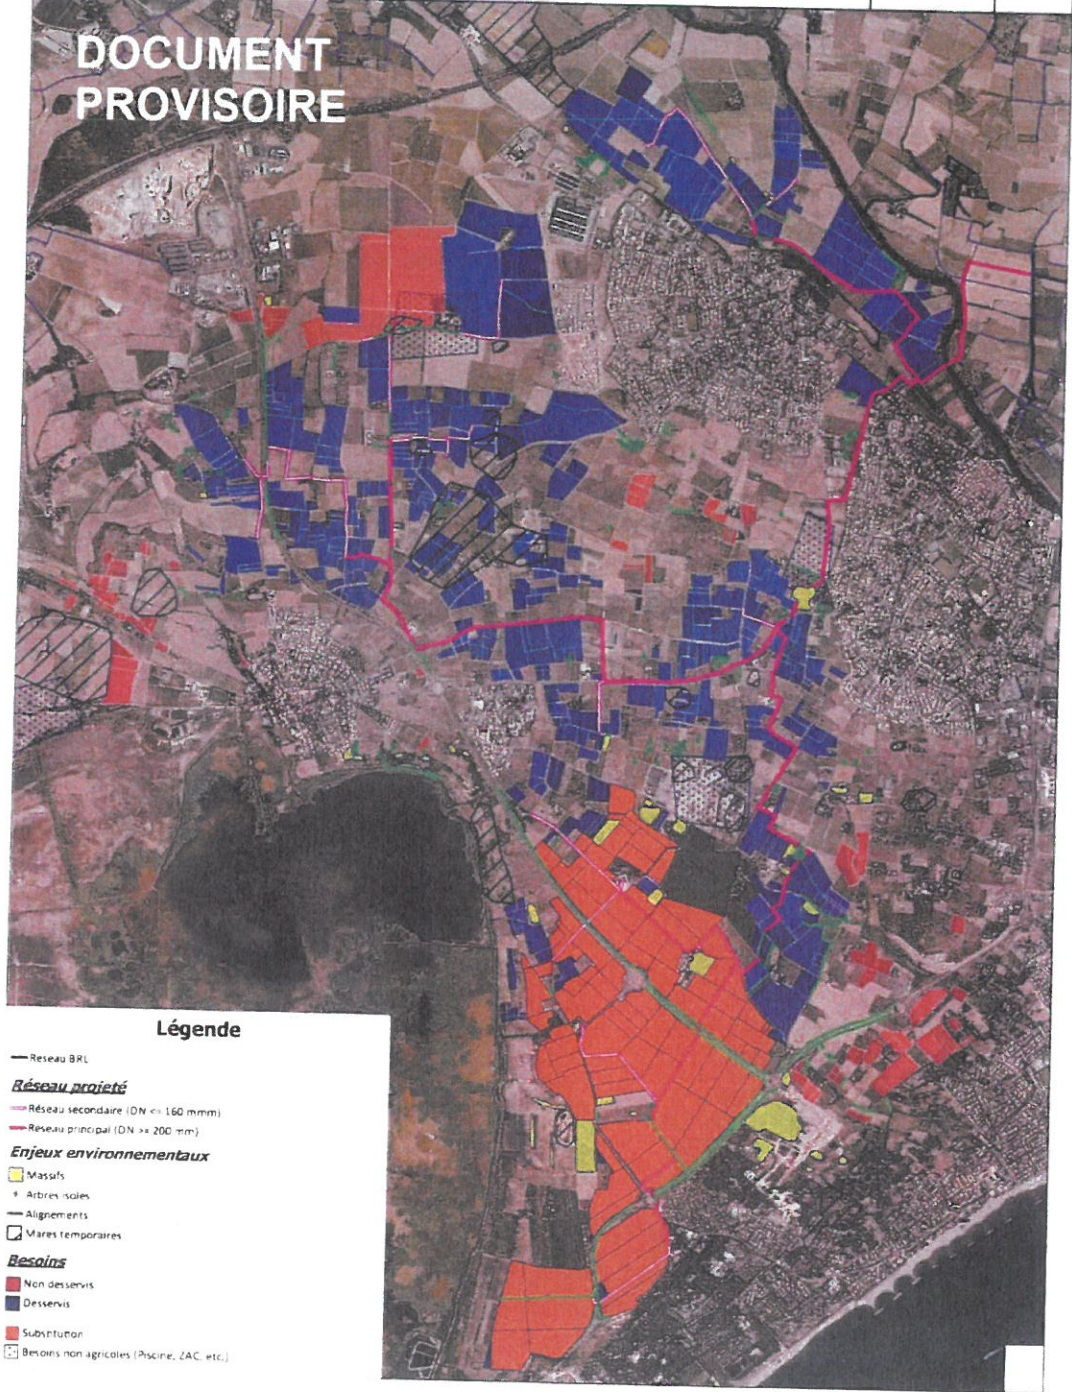 DOCUMENT
PROVISOIRE
Légende
Reseau BRL
Réseau projeté
Réseau secondaire (DN <= 160 mmm)
Reseau principal (DN >= 200 mm)
Enjeux environnementaux
Massifs
Arbres isoles
Alignements
Mares temporaires
Besoins
Non desservis
Desservis
Substitution
Besoins non agricoles (Piscine, ZAC, etc.)